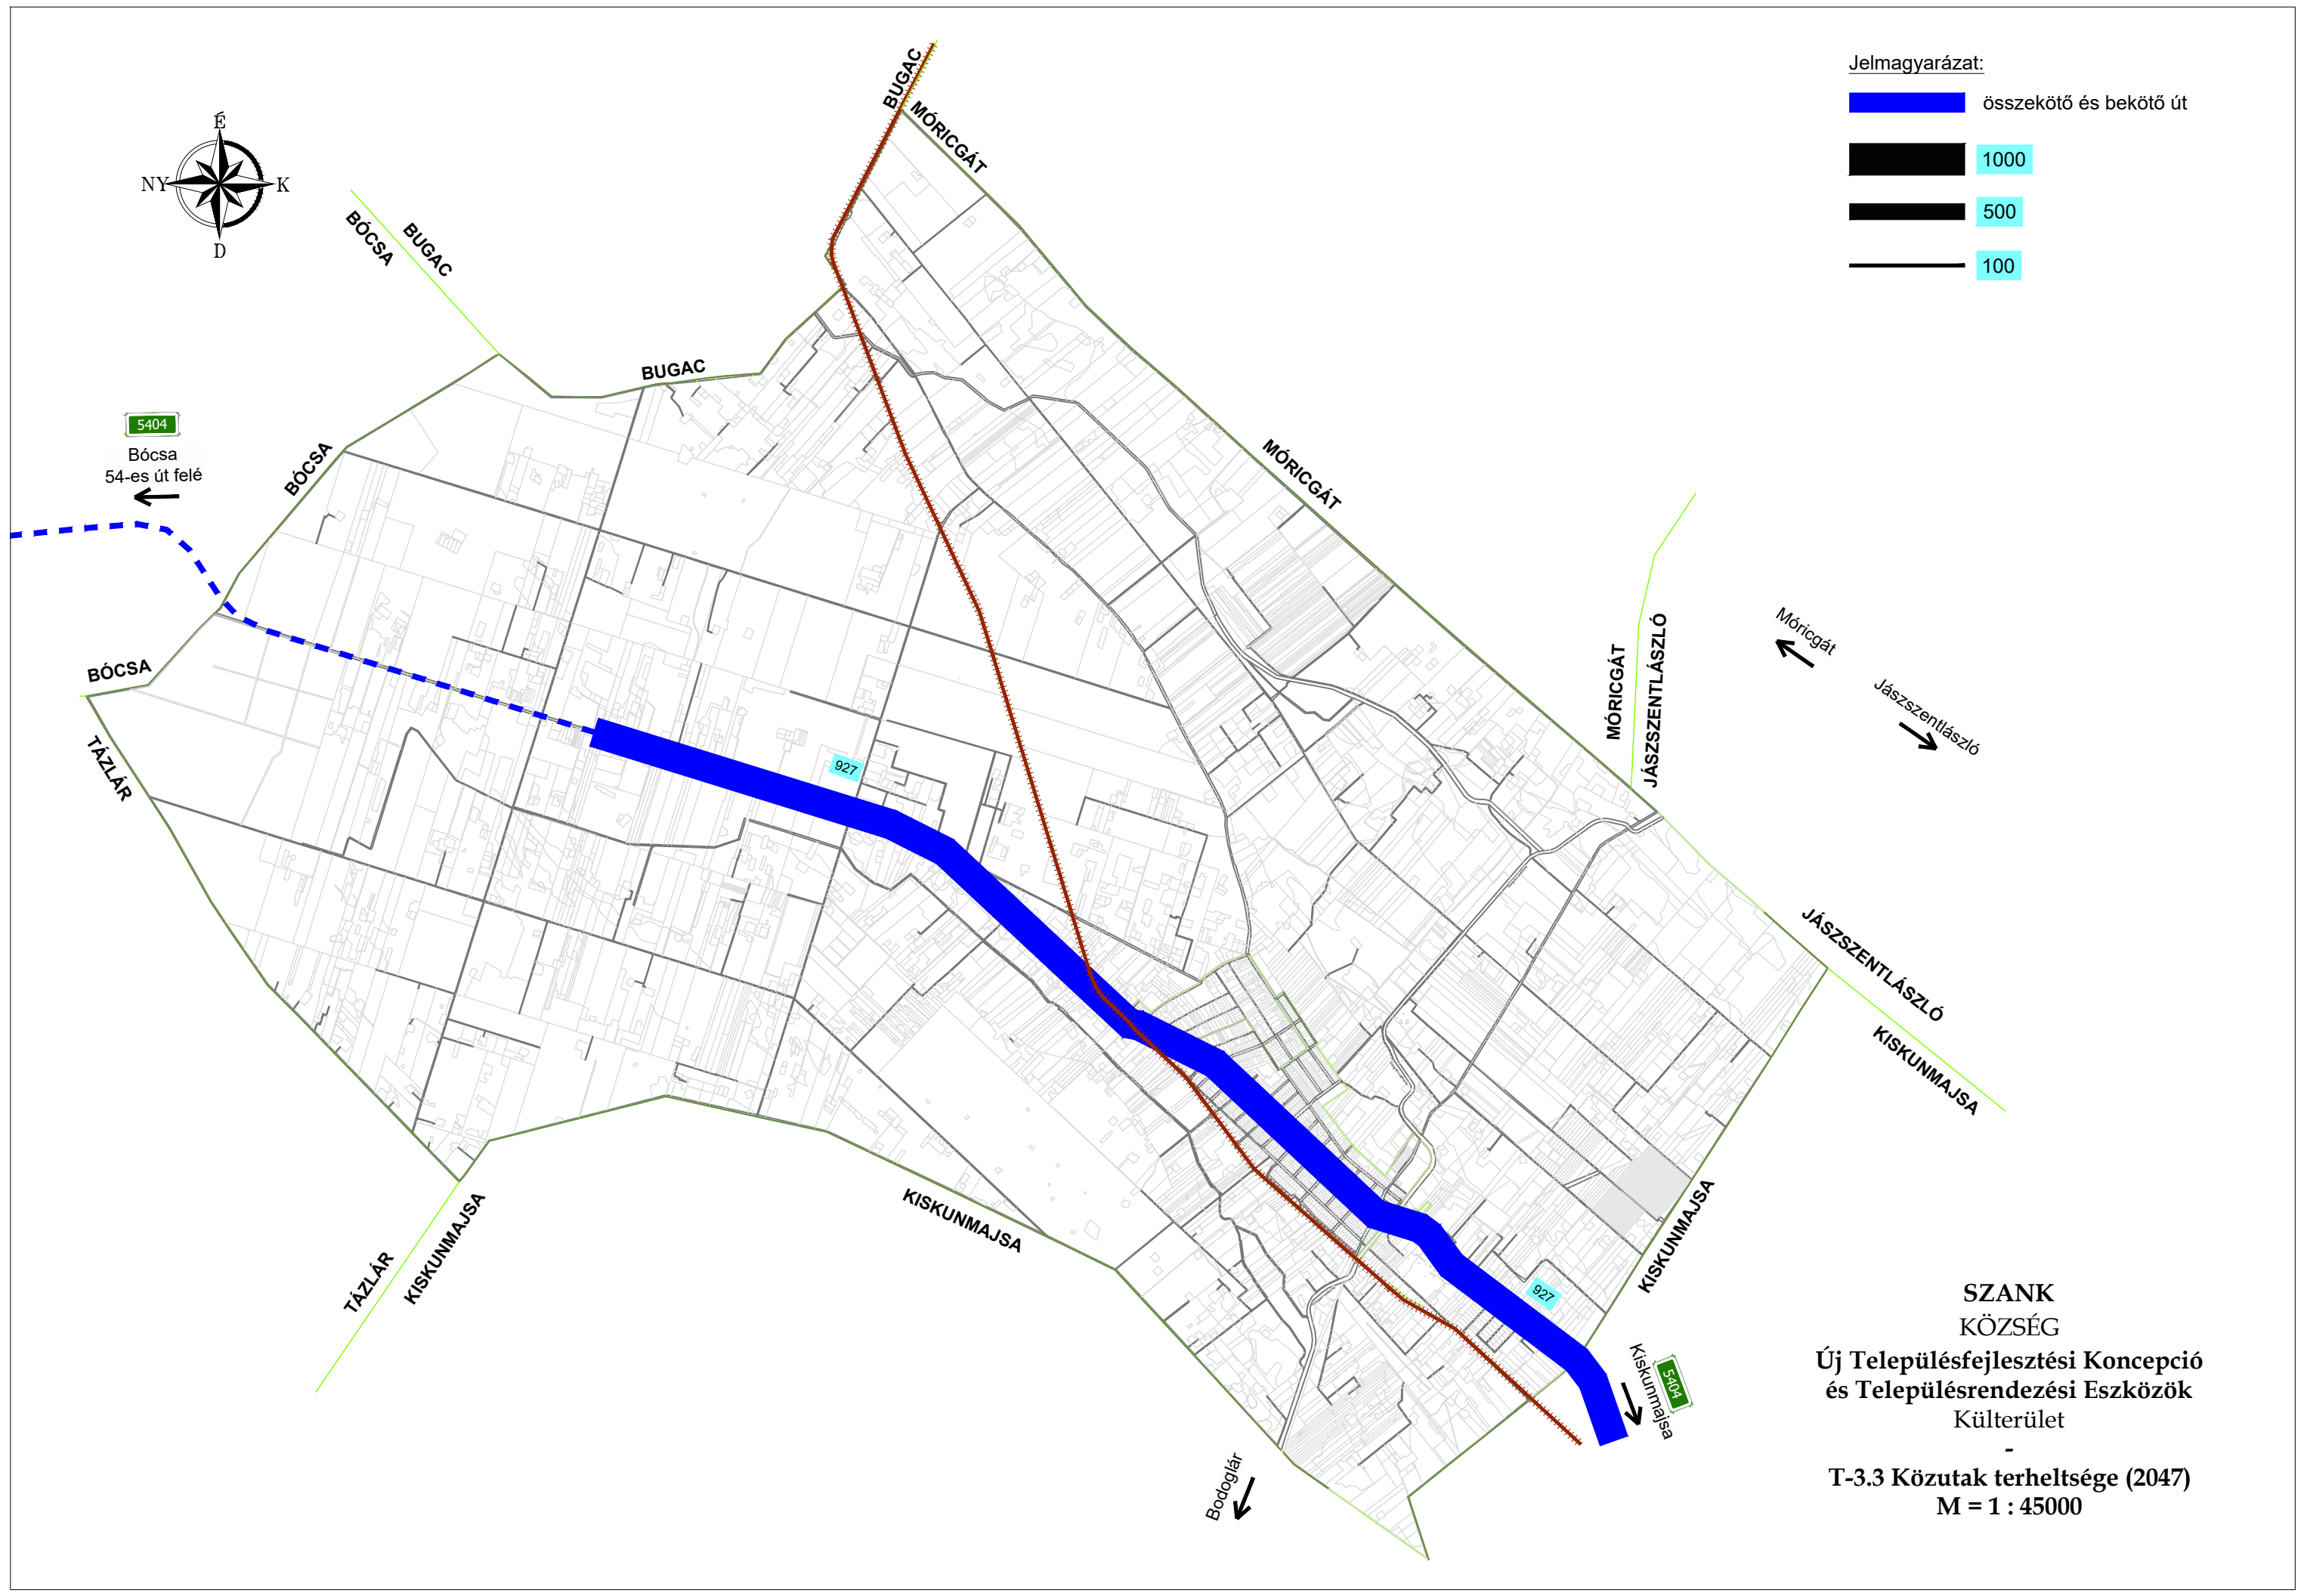 Jelmagyarázat:
összekötő és bekötő út
1000
500
100
É
NY
K
D
BUGAC
MÓRICGÁT
BÓCSA
BUGAC
BUGAC
5404
Bócsa
54-es út felé
BÓCSA
MÓRICGÁT
BÓCSA
TÁZLÁR
MÓRICGÁT
JÁSZSZENTLÁSZLÓ
Móricgát
Jászszentlászló
927
JÁSZSZENTLÁSZLÓ
KISKUNMAJSA
TÁZLÁR
KISKUNMAJSA
KISKUNMAJSA
KISKUNMAJSA
927
Kiskunmajsa
5404
Bodoglár
SZANK
KÖZSÉG
Új Településfejlesztési Koncepció
és Településrendezési Eszközök
Külterület
-
T-3.3 Közutak terheltsége (2047)
M = 1 : 45000